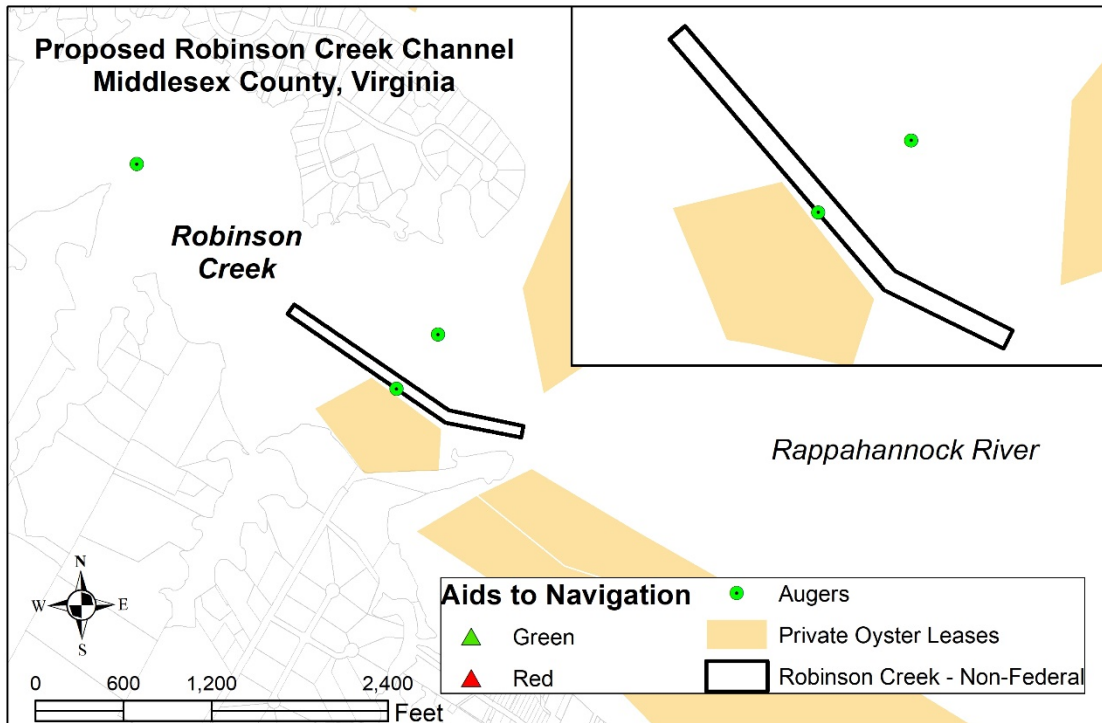 Proposed Robinson Creek Channel
Middlesex County, Virginia
Robinson
Creek
Rappahannock River
N
W E
S
0 600 1,200 2,400
Feet
Aids to Navigation
Green
Red
Augers
Private Oyster Leases
Robinson Creek - Non-Federal